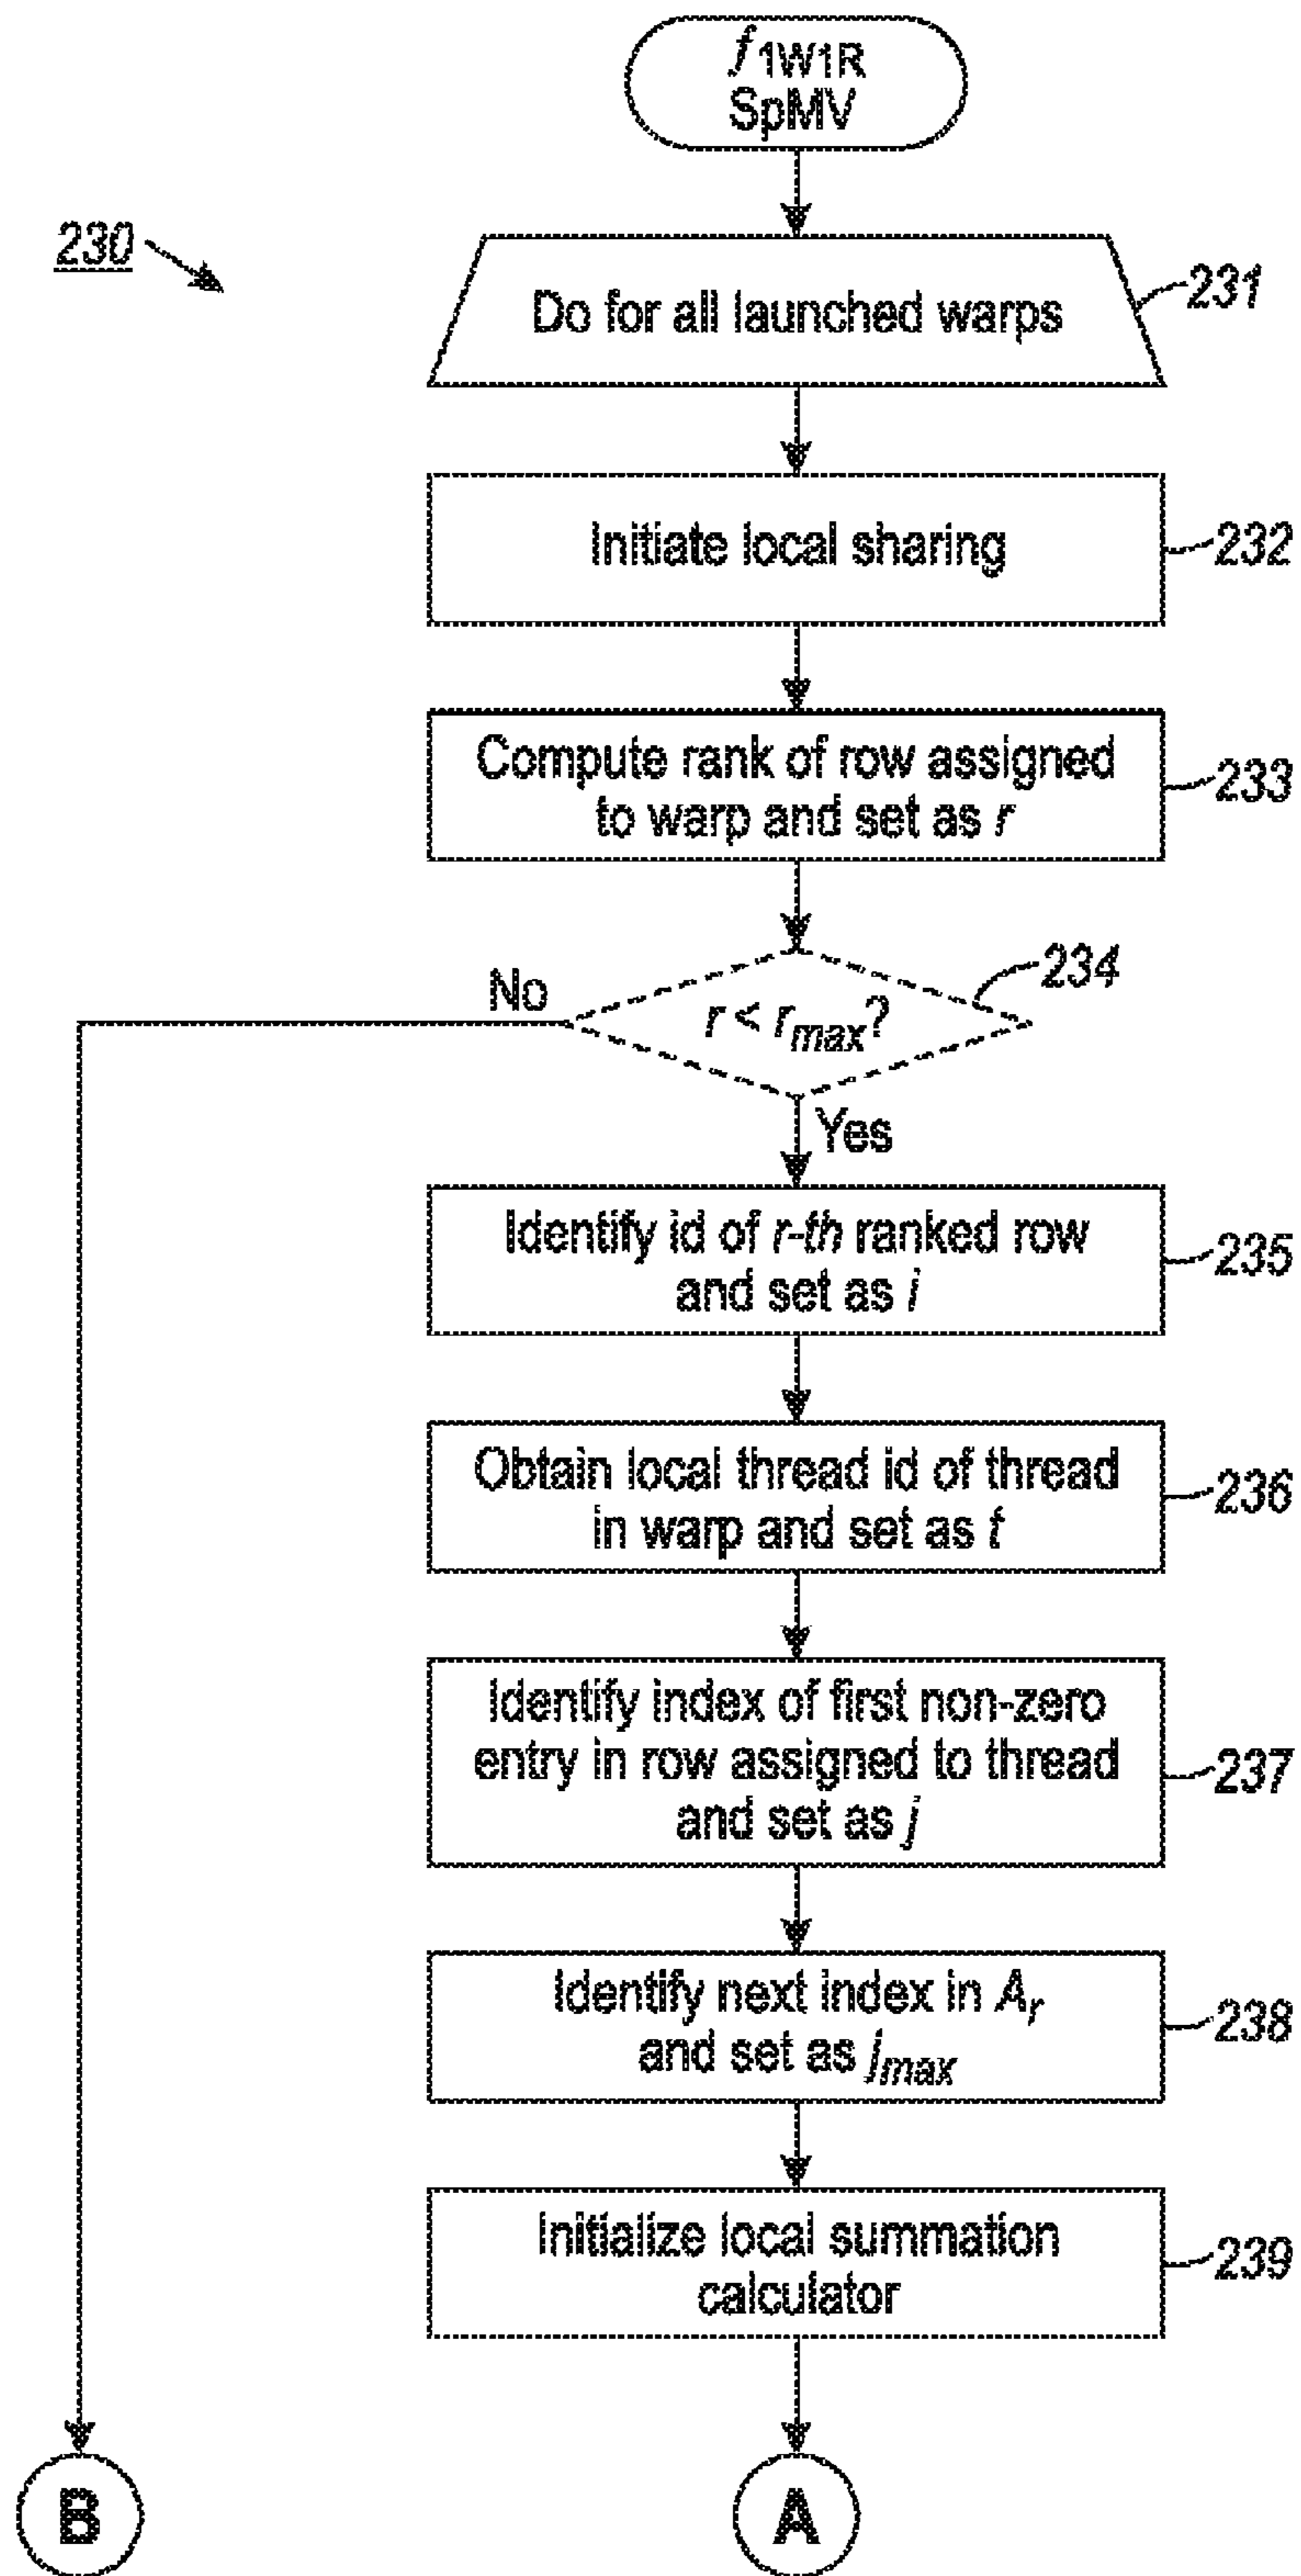 f1W1R
SpMV
230
Do for all launched warps
231
Initiate local sharing
232
Compute rank of row assigned
to warp and set as r
233
No
r < rmax?
234
Yes
Identify id of r-th ranked row
and set as i
235
Obtain local thread id of thread
in warp and set as t
236
Identify index of first non-zero
entry in row assigned to thread
and set as j
237
Identify next index in Ar
and set as jmax
238
Initialize local summation
calculator
239
B
A